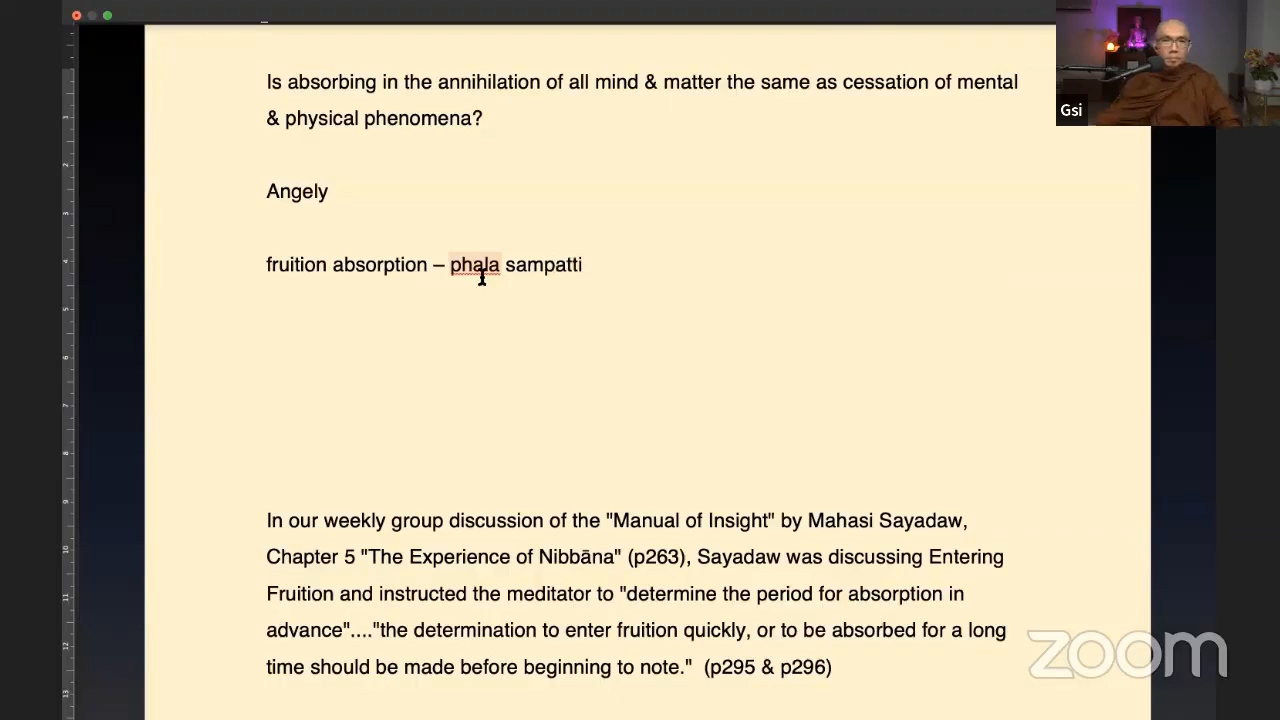 Is absorbing in the annihilation of all mind & matter the same as cessation of mental
& physical phenomena?
Gsi
Angely
fruition absorption – phala sampatti
In our weekly group discussion of the "Manual of Insight" by Mahasi Sayadaw,
Chapter 5 "The Experience of Nibbāna" (p263), Sayadaw was discussing Entering
Fruition and instructed the meditator to "determine the period for absorption in
advance"...."the determination to enter fruition quickly, or to be absorbed for a long
time should be made before beginning to note."  (p295 & p296)
zoom